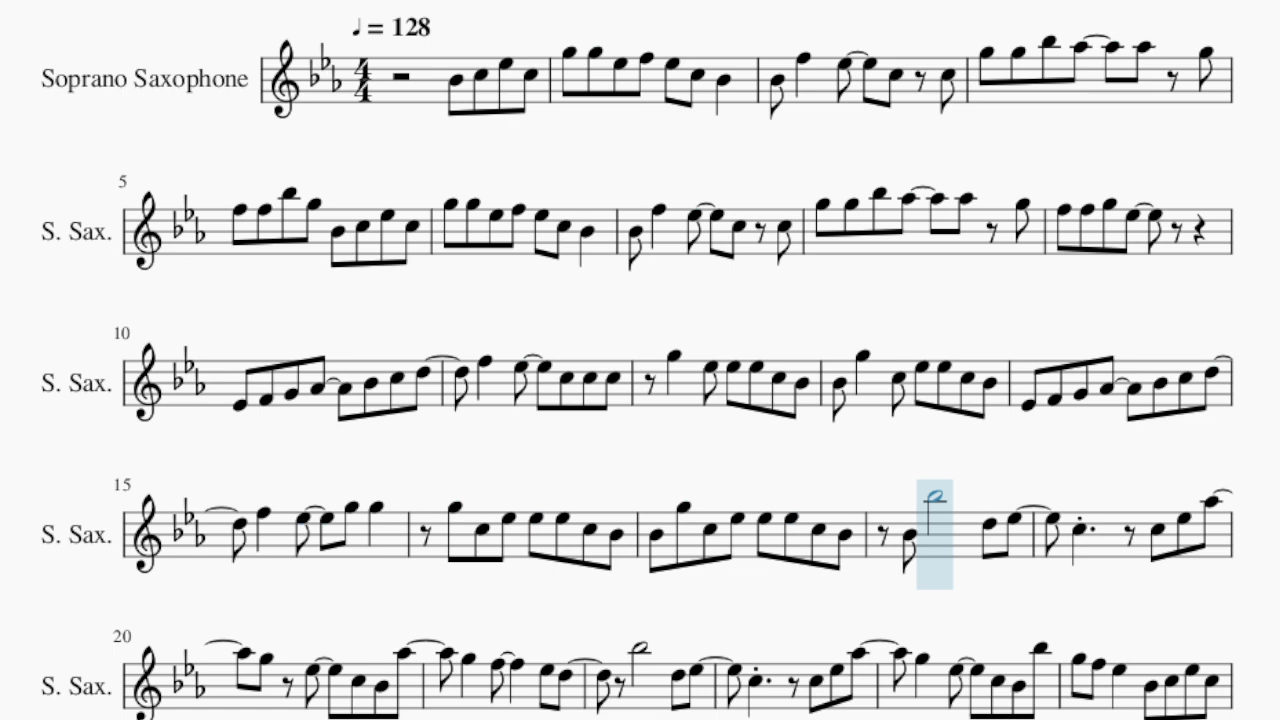 ♩ = 128
Soprano Saxophone
4
4
5
S. Sax.
10
S. Sax.
15
S. Sax.
20
S. Sax.